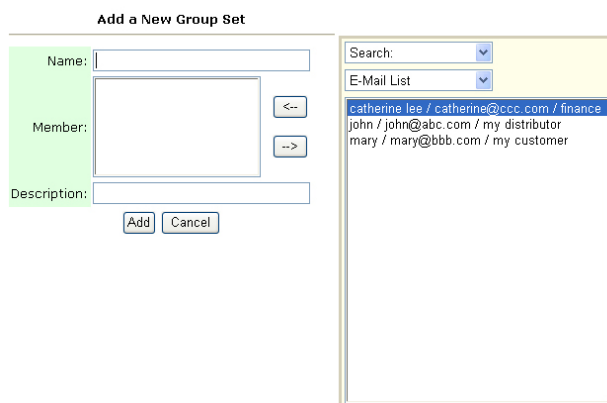 Add a New Group Set
Name:
Member:
<--
-->
Description:
Add Cancel
Search:
E-Mail List
catherine lee / catherine@ccc.com / finance
john / john@abc.com / my distributor
mary / mary@bbb.com / my customer